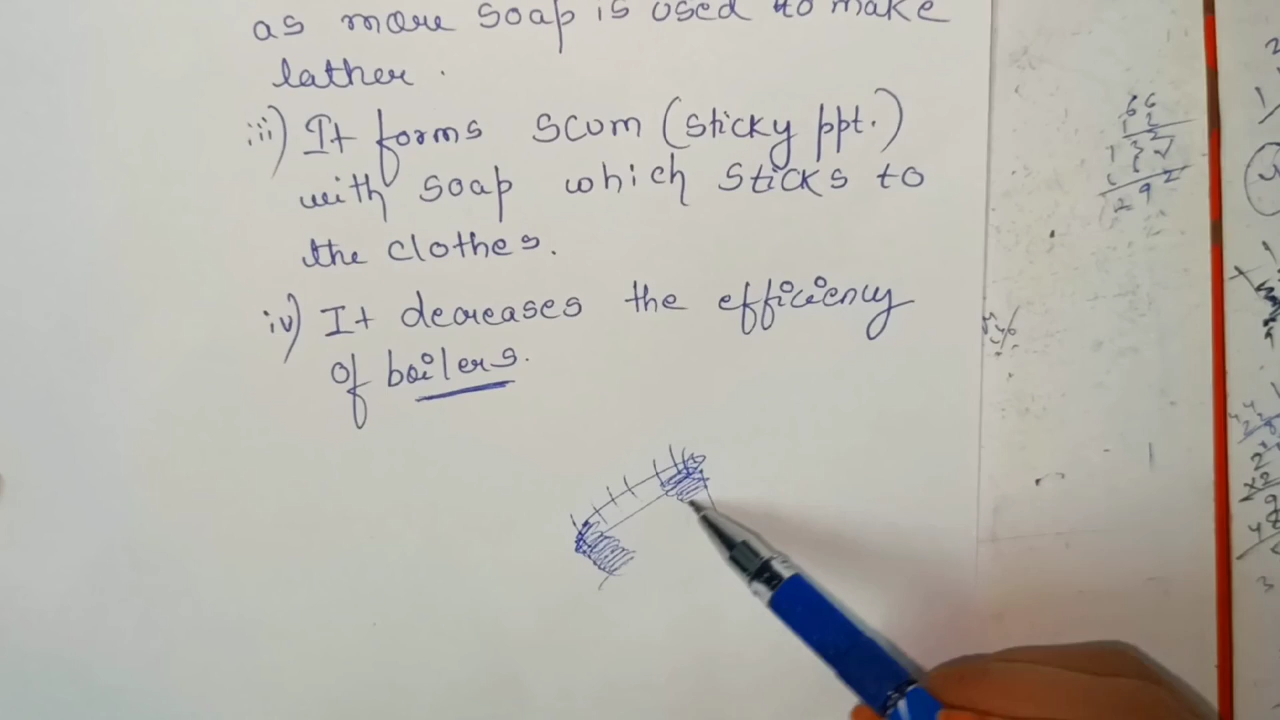 as more soap is used to make
lather.
iii) It forms scum (sticky ppt.)
with soap which sticks to
the clothes.
iv) It decreases the efficiency
of boilers.
66